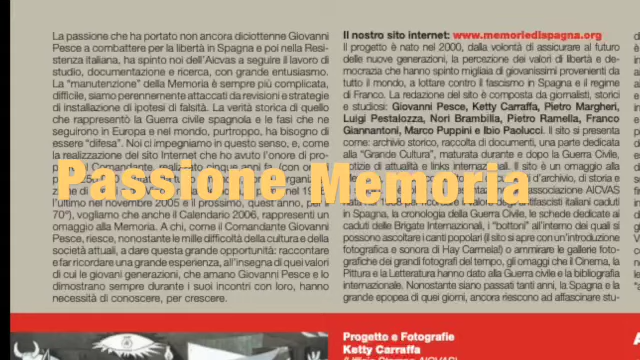 La passione che ha portato non ancora diciottenne Giovanni
Pesce a combattere per la libertà in Spagna e poi nella Resi-
stenza italiana, ha spinto noi dell'Aicvas a seguire il lavoro di
studio, documentazione e ricerca, con grande entusiasmo.
La "manutenzione" della Memoria è sempre più complicata,
difficile, siamo perennemente attaccati da revisioni e strategie
di installazione di ipotesi di falsità. La verità storica di quello
che rappresentò la Guerra civile spagnola e le fasi che ne
seguirono in Europa e nel mondo, purtroppo, ha bisogno di
essere "difesa". Noi ci impegniamo in questo senso, e, come
la realizzazione del sito Internet che ho avuto l'onore di pro-
l'ultimo nel novembre 2005 e il prossimo, quest'anno, per
70°), vogliamo che anche il Calendario 2006, rappresenti un
omaggio alla Memoria. A chi, come il Comandante Giovanni
Pesce, riesce, nonostante le mille difficoltà della cultura e della
società attuali, a dare questa grande opportunità: raccontare
e far ricordare una grande esperienza, all'insegna di quei valori
di cui le giovani generazioni, che amano Giovanni Pesce e lo
dimostrano sempre durante i suoi incontri con loro, hanno
necessità di conoscere, per crescere.
Passione Memoria
Il nostro sito internet: www.memoriedispagna.org
Il progetto è nato nel 2000, dalla volontà di assicurare al futuro
delle nuove generazioni, la percezione dei valori di libertà e de-
mocrazia che hanno spinto migliaia di giovanissimi provenienti da
tutto il mondo, a lottare contro il fascismo in Spagna e il regime
di Franco. La redazione del sito è composta da giornalisti, storici
e studiosi: Giovanni Pesce, Ketty Carraffa, Pietro Margheri,
Luigi Pestalozza, Nori Brambilla, Pietro Ramella, Franco
Giannantoni, Marco Puppini e Ibio Paolucci. Il sito si presenta
come: archivio storico, raccolta di documenti, una parte dedicata
alla "Grande Cultura", maturata durante e dopo la Guerra Civile,
notizie di attualità e links internazionali. Il sito è un omaggio alla
in Spagna, la cronologia della Guerra Civile, le schede dedicate ai
caduti delle Brigate Internazionali, i "bottoni" all'interno dei quali si
possono ascoltare i canti popolari (il sito si apre con un'introduzione
fotografica e sonora di Hay Carmela!) o ammirare le gallerie foto-
grafiche dei grandi fotografi del tempo, gli omaggi che il Cinema, la
Pittura e la Letteratura hanno dato alla Guerra civile e la bibliografia
internazionale. Nonostante siano passati tanti anni, la Spagna e la
grande epopea di quei giorni, ancora riescono ad affascinare stu-
Progetto e Fotografie
Ketty Carraffa